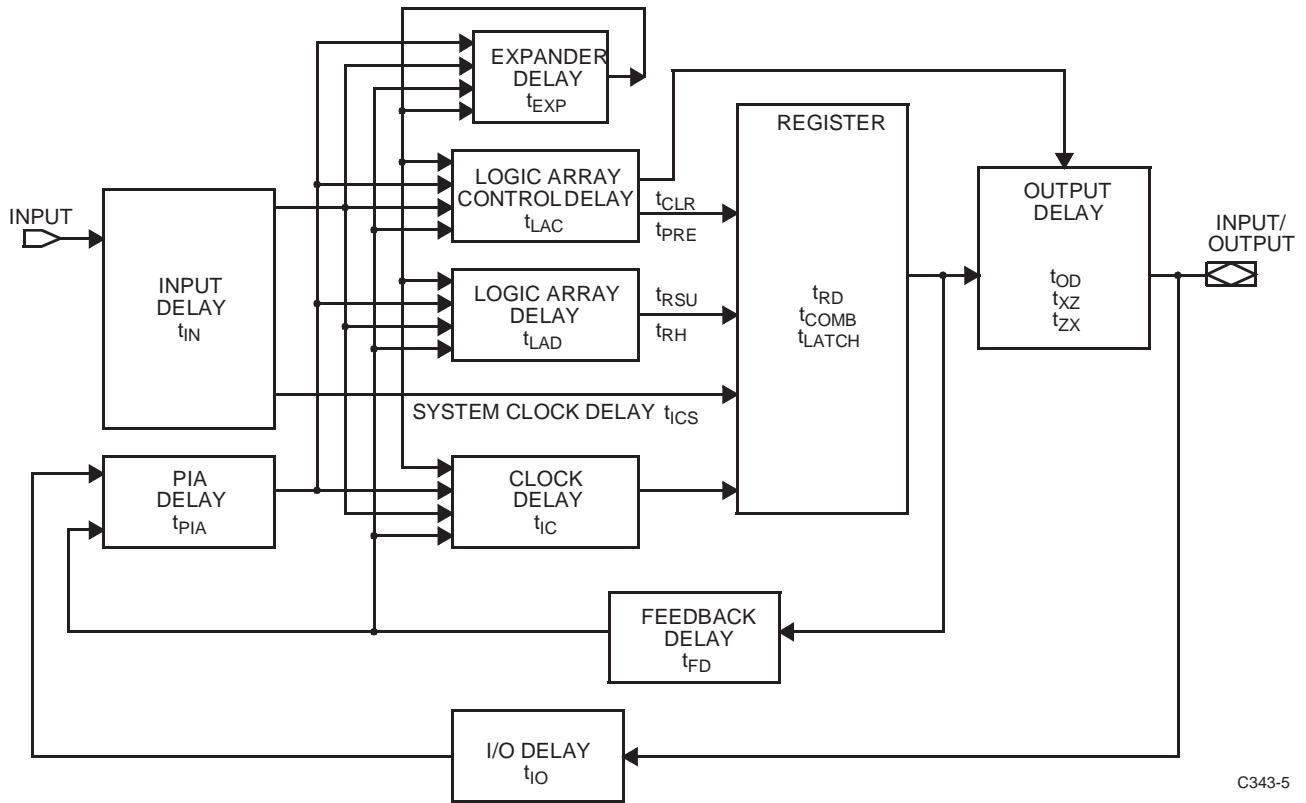 EXPANDER
DELAY
tEXP
REGISTER
LOGIC ARRAY
CONTROL DELAY
tLAC
tCLR
tPRE
OUTPUT
DELAY
tOD
tXZ
tZX
INPUT
INPUT/
OUTPUT
INPUT
DELAY
tIN
LOGIC ARRAY
DELAY
tLAD
tRSU
tRH
tRD
tCOMB
tLATCH
SYSTEM CLOCK DELAY tICS
PIA
DELAY
tPIA
CLOCK
DELAY
tIC
FEEDBACK
DELAY
tFD
I/O DELAY
tIO
C343-5